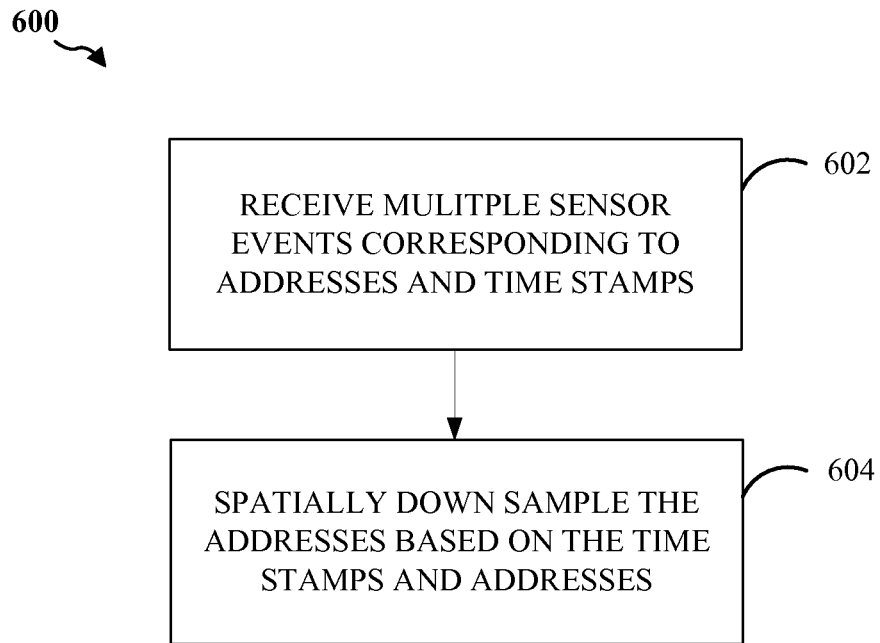 600
602
RECEIVE MULITPLE SENSOR
EVENTS CORRESPONDING TO
ADDRESSES AND TIME STAMPS
604
SPATIALLY DOWN SAMPLE THE
ADDRESSES BASED ON THE TIME
STAMPS AND ADDRESSES